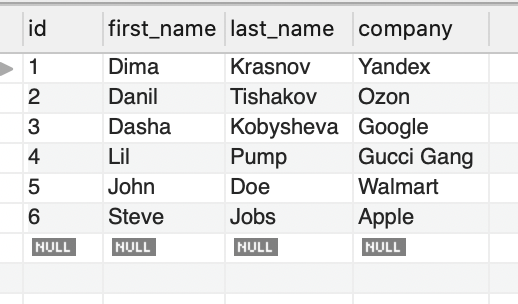 id first_name last_name company
1 Dima Krasnov Yandex
2 Danil Tishakov Ozon
3 Dasha Kobysheva Google
4 Lil Pump Gucci Gang
5 John Doe Walmart
6 Steve Jobs Apple
NULL NULL NULL NULL